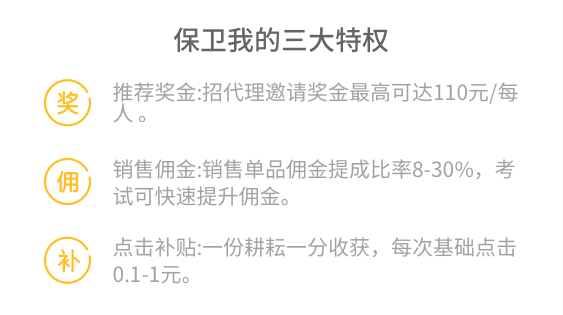 保卫我的三大特权
奖
推荐奖金:招代理邀请奖金最高可达110元/每
人 。
佣
销售佣金:销售单品佣金提成比率8-30%，考
试可快速提升佣金。
补
点击补贴:一份耕耘一分收获，每次基础点击
0.1-1元。